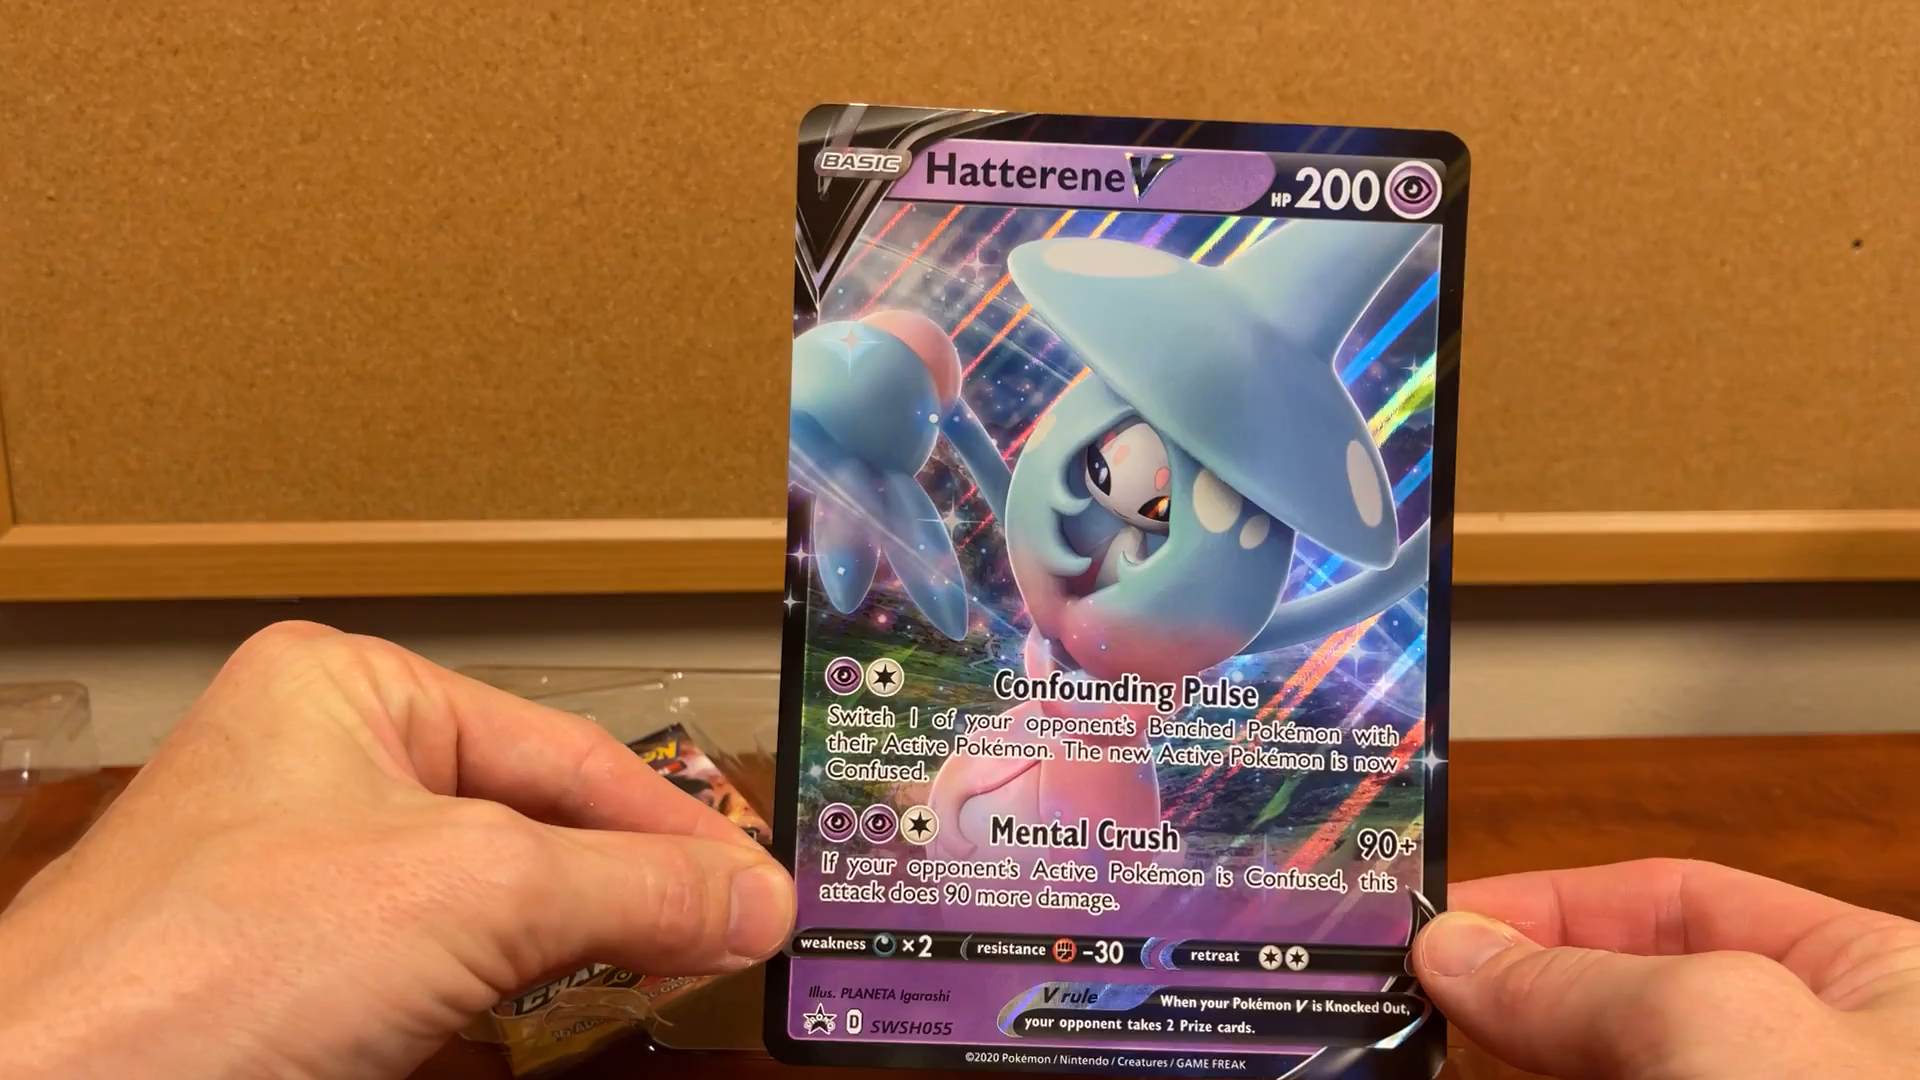 BASIC
Hatterene V
HP 200
Confounding Pulse
Switch 1 of your opponent's Benched Pokémon with
their Active Pokémon. The new Active Pokémon is now
Confused.
Mental Crush 90+
If your opponent's Active Pokémon is Confused, this
attack does 90 more damage.
weakness ×2 resistance -30 retreat
Illus. PLANETA Igarashi
V rule When your Pokémon V is Knocked Out,
your opponent takes 2 Prize cards.
PROMO D SWSH055
©2020 Pokémon / Nintendo / Creatures / GAME FREAK